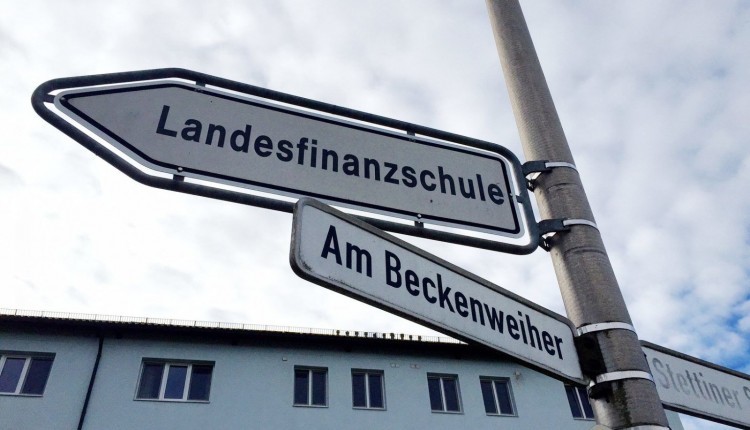 Landesfinanzschule
Am Beckenweiher
Stettiner